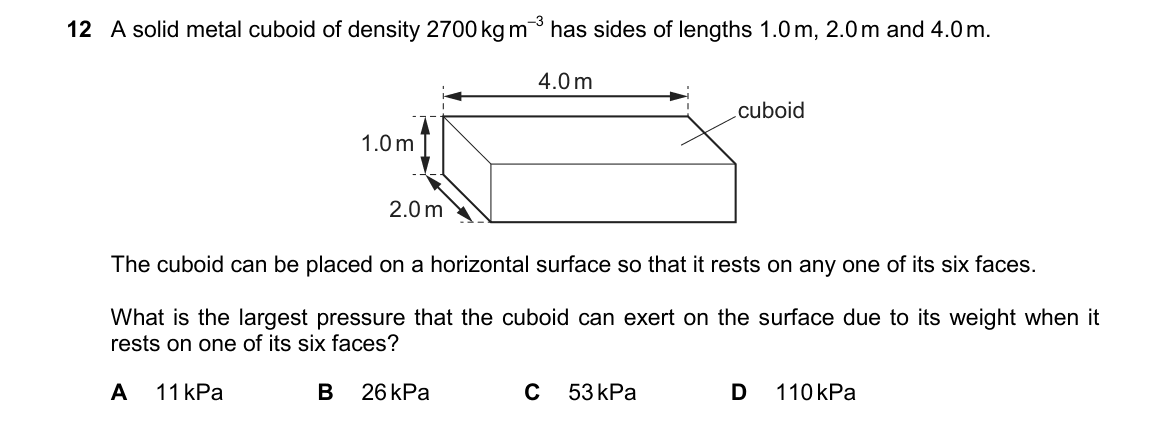 12 A solid metal cuboid of density 2700 kg m⁻³ has sides of lengths 1.0 m, 2.0 m and 4.0 m.
4.0 m
cuboid
1.0 m
2.0 m
The cuboid can be placed on a horizontal surface so that it rests on any one of its six faces.
What is the largest pressure that the cuboid can exert on the surface due to its weight when it
rests on one of its six faces?
A 11 kPa B 26 kPa C 53 kPa D 110 kPa